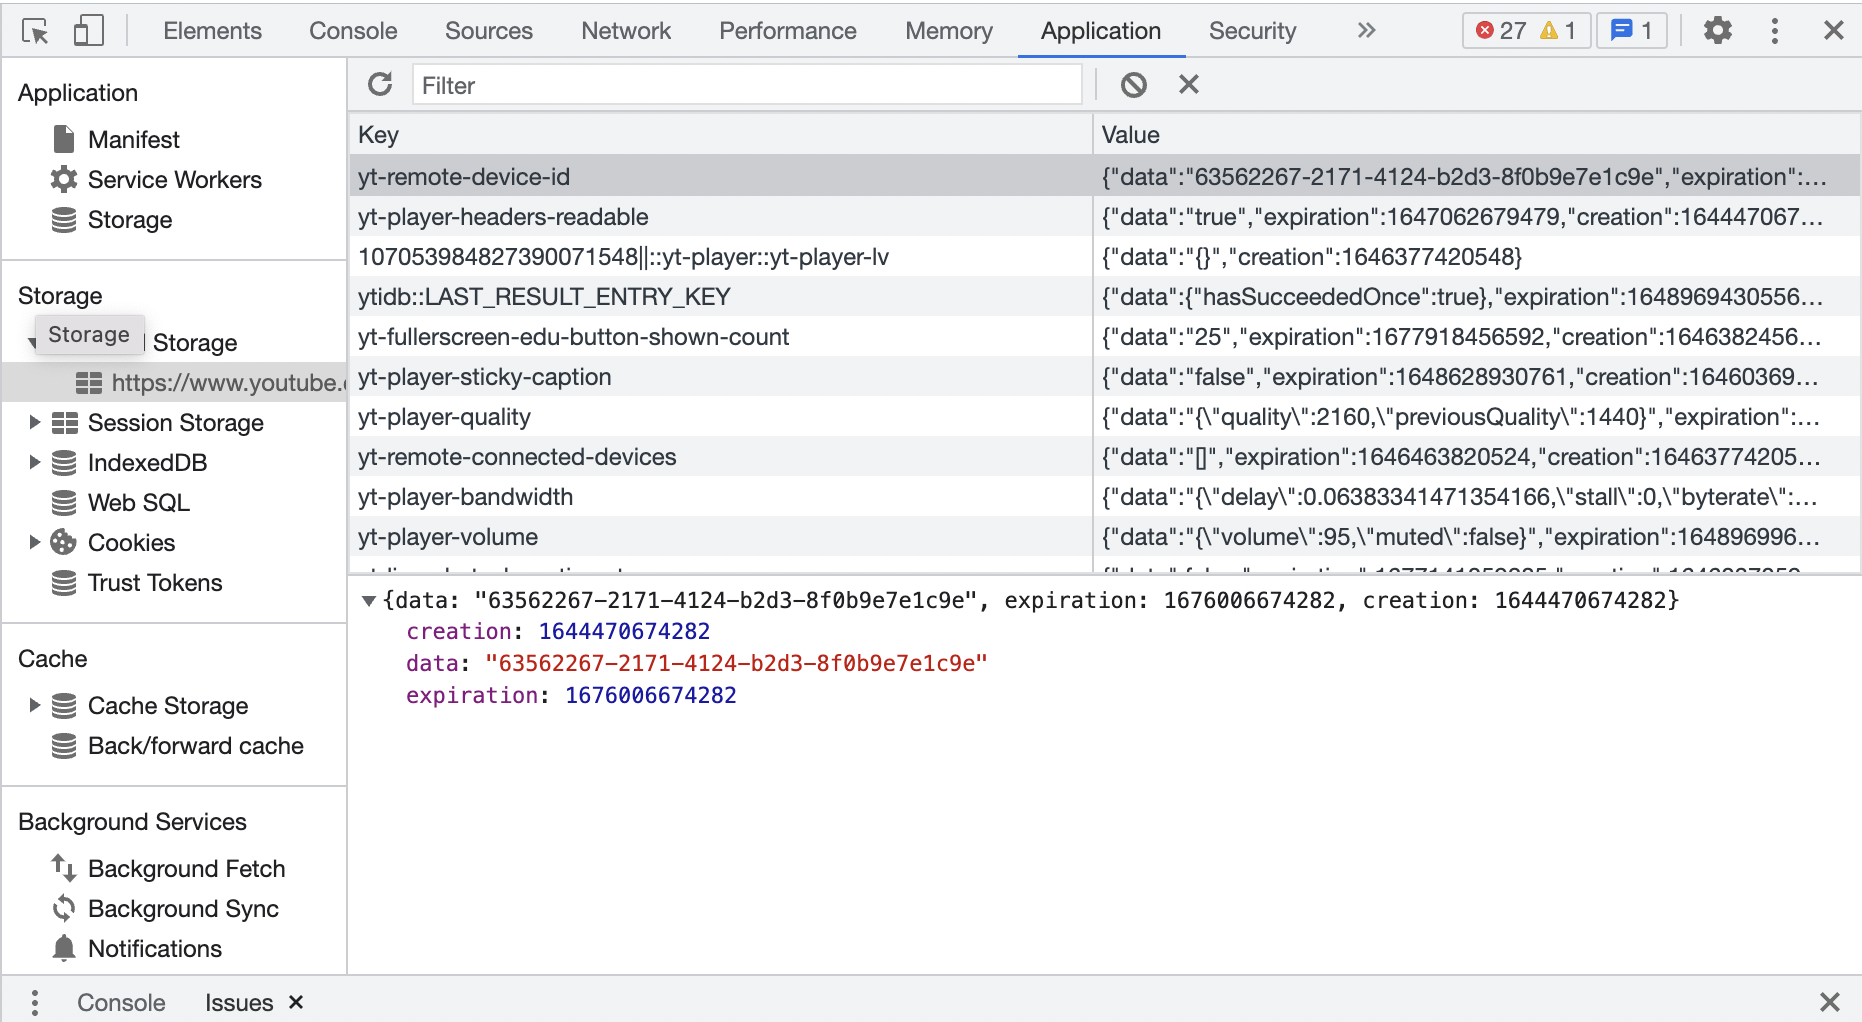 Elements Console Sources Network Performance Memory Application Security 27 1 1
Application
Manifest
Service Workers
Storage
Storage
Storage
Storage
https://www.youtube.
Session Storage
IndexedDB
Web SQL
Cookies
Trust Tokens
Cache
Cache Storage
Back/forward cache
Background Services
Background Fetch
Background Sync
Notifications
Filter
Key Value
yt-remote-device-id {"data":"63562267-2171-4124-b2d3-8f0b9e7e1c9e","expiration":…
yt-player-headers-readable {"data":"true","expiration":1647062679479,"creation":164447067…
107053984827390071548||::yt-player::yt-player-lv {"data":"{}","creation":1646377420548}
ytidb::LAST_RESULT_ENTRY_KEY {"data":{"hasSucceededOnce":true},"expiration":1648969430556…
yt-fullerscreen-edu-button-shown-count {"data":"25","expiration":1677918456592,"creation":1646382456…
yt-player-sticky-caption {"data":"false","expiration":1648628930761,"creation":16460369…
yt-player-quality {"data":"{\"quality\":2160,\"previousQuality\":1440}","expiration":…
yt-remote-connected-devices {"data":"[]","expiration":1646463820524,"creation":16463774205…
yt-player-bandwidth {"data":"{\"delay\":0.06383341471354166,\"stall\":0,\"byterate\":…
yt-player-volume {"data":"{\"volume\":95,\"muted\":false}","expiration":164896996…
{data: "63562267-2171-4124-b2d3-8f0b9e7e1c9e", expiration: 1676006674282, creation: 1644470674282}
creation: 1644470674282
data: "63562267-2171-4124-b2d3-8f0b9e7e1c9e"
expiration: 1676006674282
Console Issues